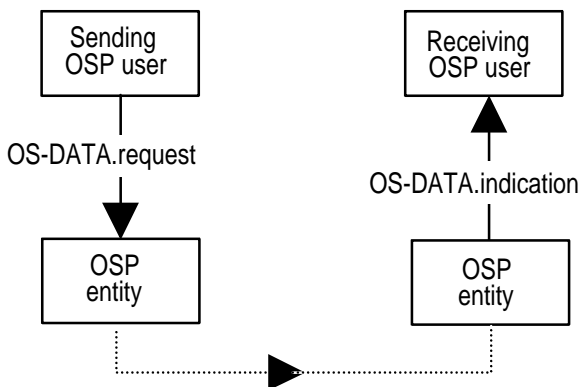 Sending
OSP user
Receiving
OSP user
OS-DATA.request
OS-DATA.indication
OSP
entity
OSP
entity